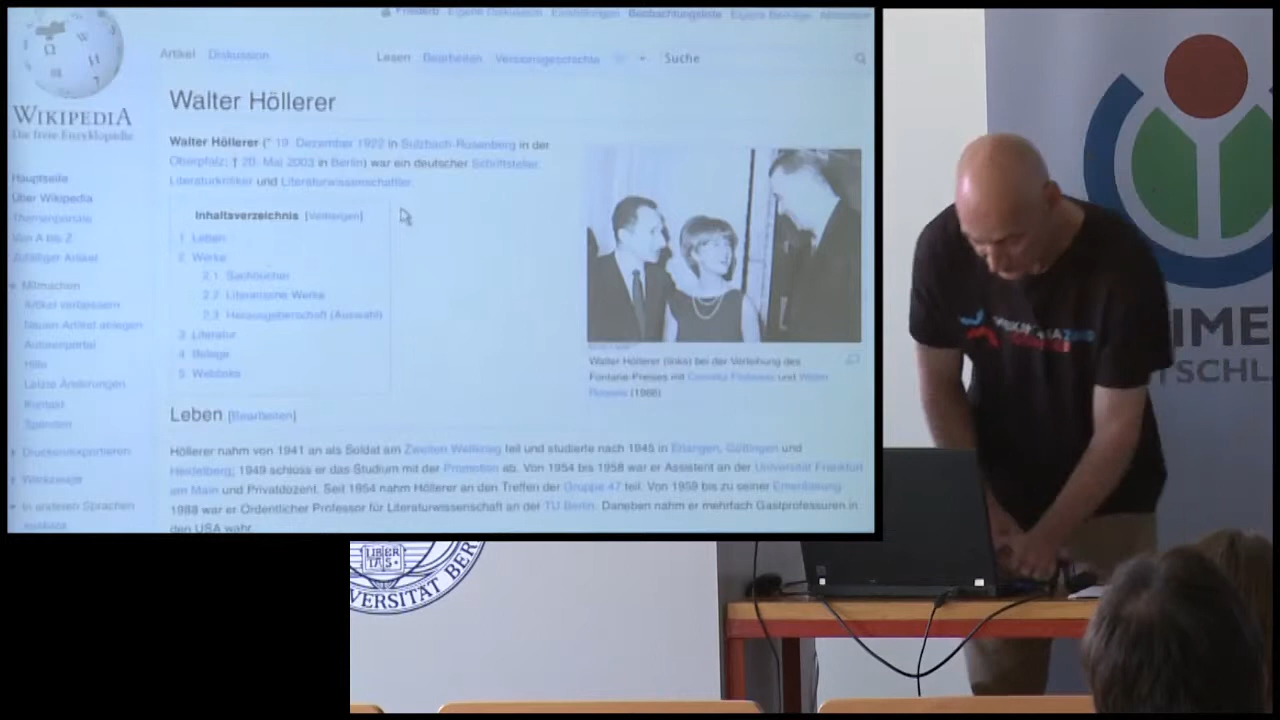 Artikel Diskussion
Lesen Bearbeiten Versionsgeschichte
Suche
WIKIPEDIA
Die freie Enzyklopädie
Walter Höllerer
Walter Höllerer (* 19. Dezember 1922 in Sulzbach-Rosenberg in der
Oberpfalz; † 20. Mai 2003 in Berlin) war ein deutscher Schriftsteller,
Literaturkritiker und Literaturwissenschaftler.
Hauptseite
Über Wikipedia
Themenportale
Von A bis Z
Zufälliger Artikel
Mitmachen
Artikel verbessern
Neuen Artikel anlegen
Autorenportal
Hilfe
Letzte Änderungen
Kontakt
Spenden
Drucken/exportieren
Werkzeuge
In anderen Sprachen
Inhaltsverzeichnis [Verbergen]
1 Leben
2 Werke
2.1 Sachbücher
2.2 Literarische Werke
2.3 Herausgeberschaft (Auswahl)
3 Literatur
4 Belege
5 Weblinks
Walter Höllerer (links) bei der Verleihung des
Fontane-Preises mit und
(1966)
Leben [Bearbeiten]
Höllerer nahm von 1941 an als Soldat am Zweiten Weltkrieg teil und studierte nach 1945 in Erlangen, Göttingen und
Heidelberg; 1949 schloss er das Studium mit der Promotion ab. Von 1954 bis 1958 war er Assistent an der Universität Frankfurt
am Main und Privatdozent. Seit 1954 nahm Höllerer an den Treffen der Gruppe 47 teil. Von 1959 bis zu seiner Emeritierung
1988 war er Ordentlicher Professor für Literaturwissenschaft an der TU Berlin. Daneben nahm er mehrfach Gastprofessuren in
den USA wahr.
IME
TSCHLA
LIBER
TAS
VERSITÄT BER